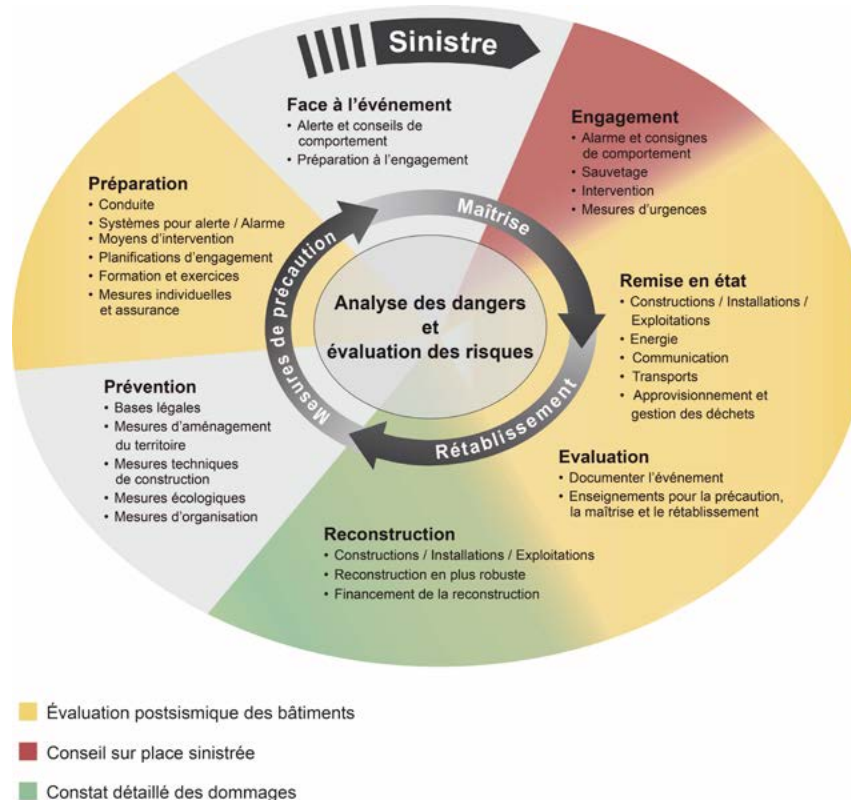 Sinistre
Face à l'événement
• Alerte et conseils de
comportement
• Préparation à l'engagement
Engagement
• Alarme et consignes
de comportement
• Sauvetage
• Intervention
• Mesures d'urgences
Préparation
• Conduite
• Systèmes pour alerte / Alarme
• Moyens d'intervention
• Planifications d'engagement
• Formation et exercices
• Mesures individuelles
et assurance
Maîtrise
Mesures de précaution
Rétablissement
Analyse des dangers
et
évaluation des risques
Remise en état
• Constructions / Installations /
Exploitations
• Energie
• Communication
• Transports
• Approvisionnement et
gestion des déchets
Prévention
• Bases légales
• Mesures d'aménagement
du territoire
• Mesures techniques
de construction
• Mesures écologiques
• Mesures d'organisation
Evaluation
• Documenter l'événement
• Enseignements pour la précaution,
la maîtrise et le rétablissement
Reconstruction
• Constructions / Installations / Exploitations
• Reconstruction en plus robuste
• Financement de la reconstruction
Évaluation postsismique des bâtiments
Conseil sur place sinistrée
Constat détaillé des dommages